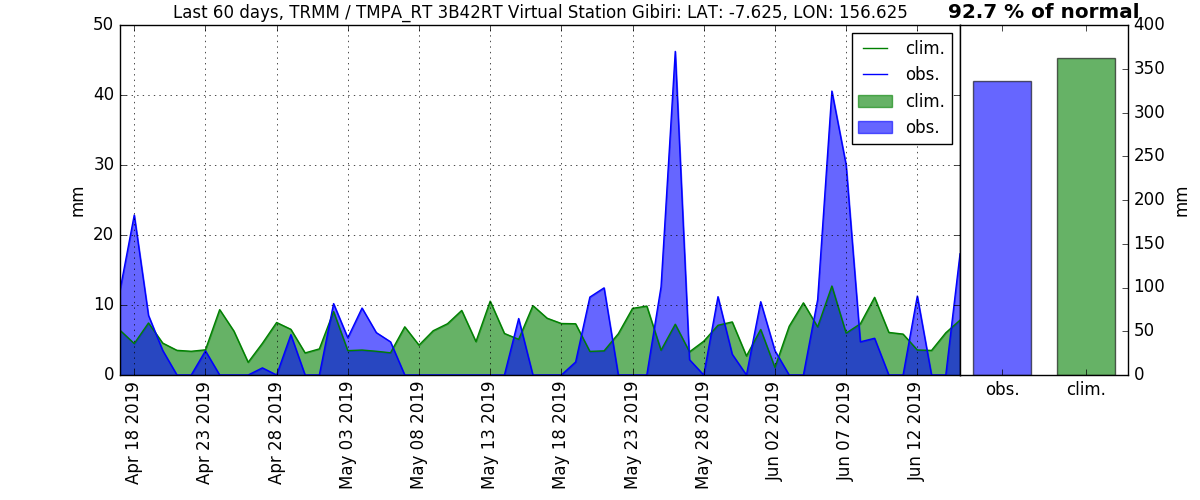 Last 60 days, TRMM / TMPA_RT 3B42RT Virtual Station Gibiri: LAT: -7.625, LON: 156.625
92.7 % of normal
50
40
30
20
10
0
mm
clim.
obs.
clim.
obs.
400
350
300
250
200
150
100
50
0
mm
obs.
clim.
Apr 18 2019
Apr 23 2019
Apr 28 2019
May 03 2019
May 08 2019
May 13 2019
May 18 2019
May 23 2019
May 28 2019
Jun 02 2019
Jun 07 2019
Jun 12 2019